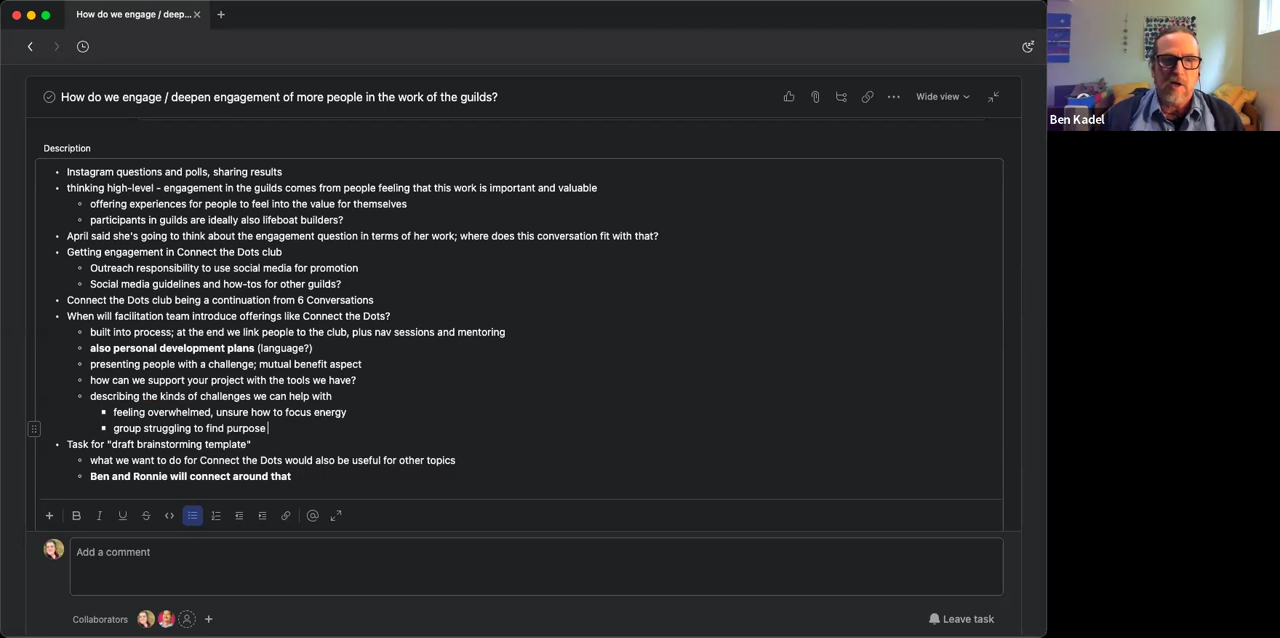 How do we engage / deep...
How do we engage / deepen engagement of more people in the work of the guilds?
Wide view
Ben Kadel
Description
Instagram questions and polls, sharing results
thinking high-level - engagement in the guilds comes from people feeling that this work is important and valuable
offering experiences for people to feel into the value for themselves
participants in guilds are ideally also lifeboat builders?
April said she's going to think about the engagement question in terms of her work; where does this conversation fit with that?
Getting engagement in Connect the Dots club
Outreach responsibility to use social media for promotion
Social media guidelines and how-tos for other guilds?
Connect the Dots club being a continuation from 6 Conversations
When will facilitation team introduce offerings like Connect the Dots?
built into process; at the end we link people to the club, plus nav sessions and mentoring
also personal development plans (language?)
presenting people with a challenge; mutual benefit aspect
how can we support your project with the tools we have?
describing the kinds of challenges we can help with
feeling overwhelmed, unsure how to focus energy
group struggling to find purpose
Task for "draft brainstorming template"
what we want to do for Connect the Dots would also be useful for other topics
Ben and Ronnie will connect around that
Add a comment
Collaborators
Leave task